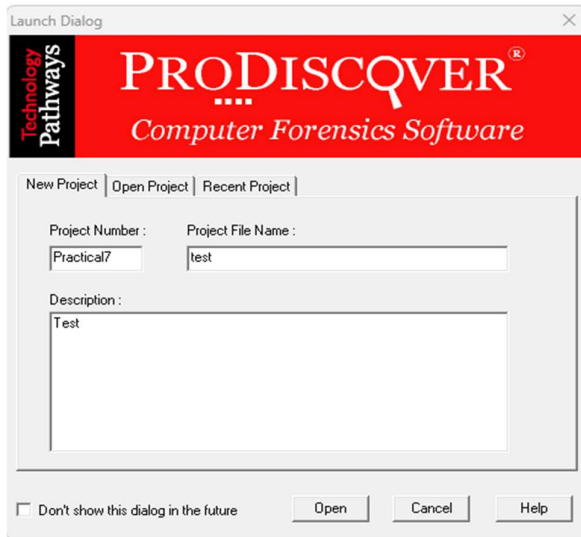 Launch Dialog
Technology
Pathways
PRODISCOVER®
Computer Forensics Software
New Project
Open Project
Recent Project
Project Number :
Project File Name :
Practical7
test
Description :
Test
Don't show this dialog in the future
Open
Cancel
Help